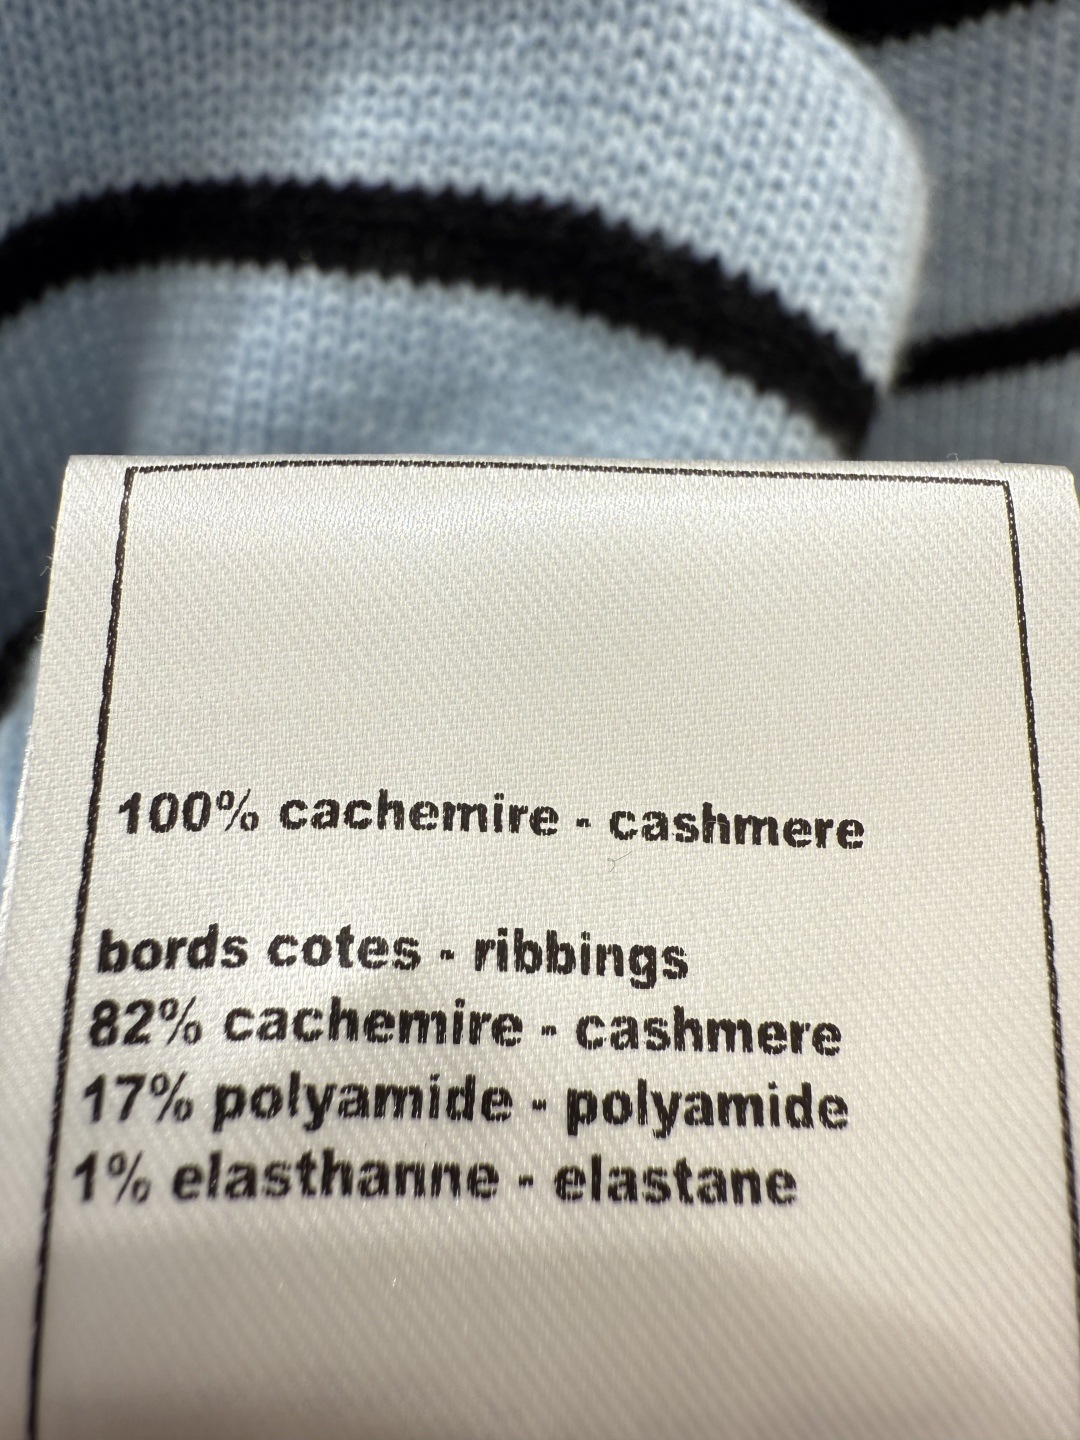 100% cachemire - cashmere
bords cotes - ribbings
82% cachemire - cashmere
17% polyamide - polyamide
1% elasthanne - elastane